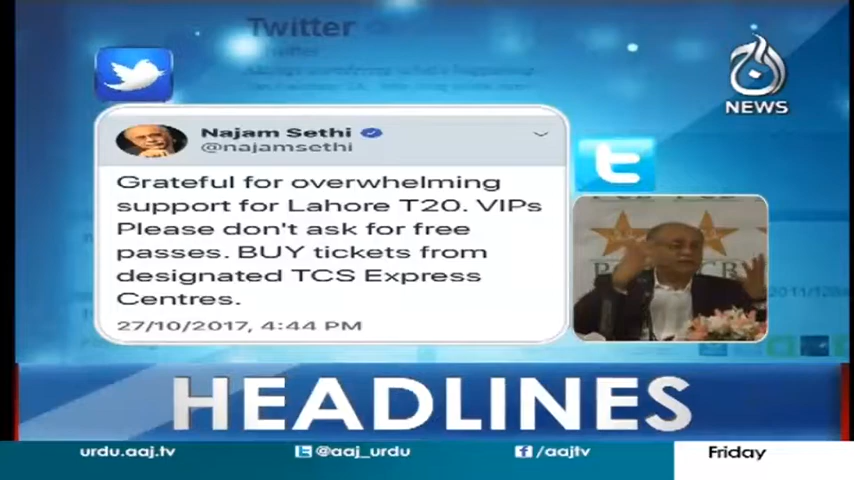 Twitter
NEWS
Najam Sethi
@najamsethi
Grateful for overwhelming
support for Lahore T20. VIPs
Please don't ask for free
passes. BUY tickets from
designated TCS Express
Centres.
27/10/2017, 4:44 PM
HEADLINES
urdu.aaj.tv
@aaj_urdu
/aajtv
Friday